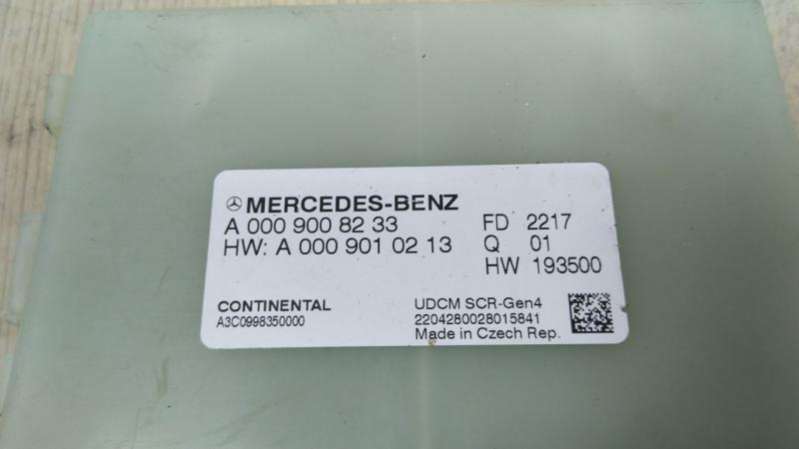 MERCEDES-BENZ
A 000 900 82 33 FD 2217
HW: A 000 901 02 13 Q 01
HW 193500
CONTINENTAL UDCM SCR-Gen4
A3C0998350000 2204280028015841
Made in Czech Rep.